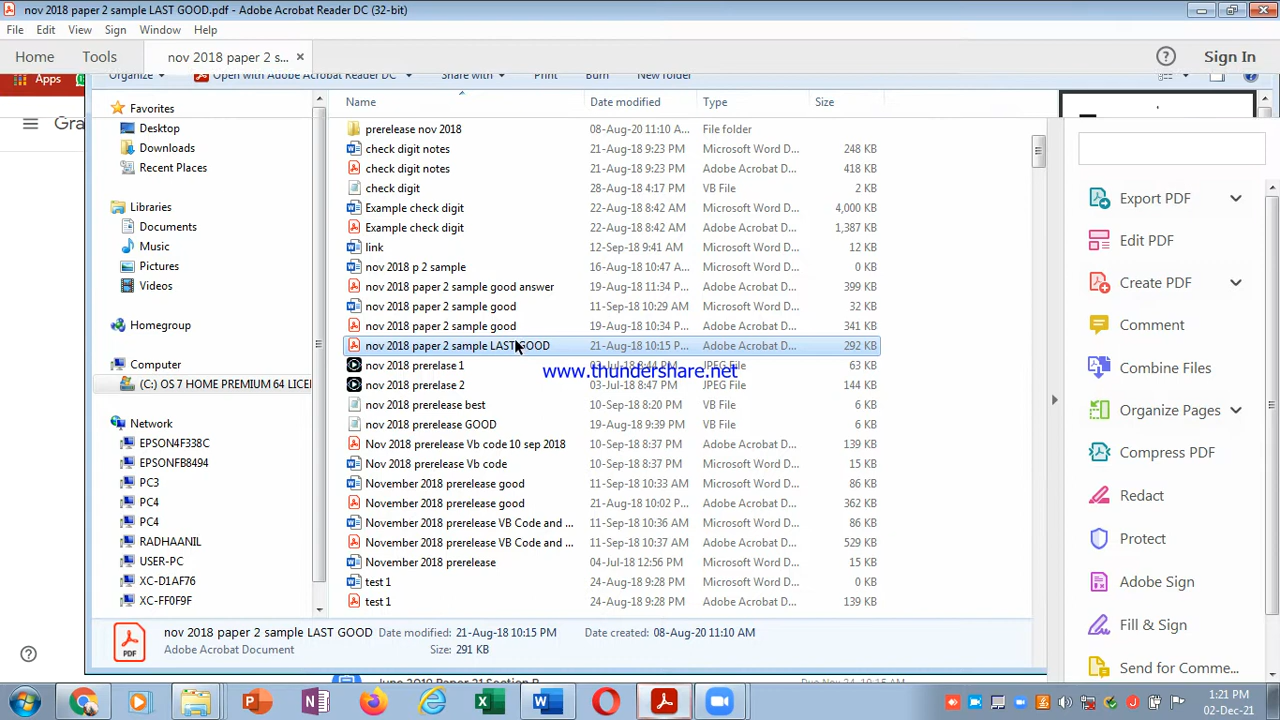 nov 2018 paper 2 sample LAST GOOD.pdf - Adobe Acrobat Reader DC (32-bit)
File Edit View Sign Window Help
Home Tools nov 2018 paper 2 s... × Sign In
Apps Organize Open with Adobe Acrobat Reader DC Share with Print Burn New folder
Gra
Name Date modified Type Size
Favorites
Desktop
Downloads
Recent Places
Libraries
Documents
Music
Pictures
Videos
Homegroup
Computer
(C:) OS 7 HOME PREMIUM 64 LICEI
Network
EPSON4F338C
EPSONFB8494
PC3
PC4
PC4
RADHAANIL
USER-PC
XC-D1AF76
XC-FF0F9F
prerelease nov 2018 08-Aug-20 11:10 A... File folder
check digit notes 21-Aug-18 9:23 PM Microsoft Word D... 248 KB
check digit notes 21-Aug-18 9:23 PM Adobe Acrobat D... 418 KB
check digit 28-Aug-18 4:17 PM VB File 2 KB
Example check digit 22-Aug-18 8:42 AM Microsoft Word D... 4,000 KB
Example check digit 22-Aug-18 8:42 AM Adobe Acrobat D... 1,387 KB
link 12-Sep-18 9:41 AM Microsoft Word D... 12 KB
nov 2018 p 2 sample 16-Aug-18 10:47 A... Microsoft Word D... 0 KB
nov 2018 paper 2 sample good answer 19-Aug-18 11:34 P... Adobe Acrobat D... 399 KB
nov 2018 paper 2 sample good 11-Sep-18 10:29 AM Microsoft Word D... 32 KB
nov 2018 paper 2 sample good 19-Aug-18 10:34 P... Adobe Acrobat D... 341 KB
nov 2018 paper 2 sample LAST GOOD 21-Aug-18 10:15 P... Adobe Acrobat D... 292 KB
nov 2018 prerelase 1 03-Jul-18 8:44 PM JPEG File 63 KB
www.thundershare.net
nov 2018 prerelase 2 03-Jul-18 8:47 PM JPEG File 144 KB
nov 2018 prerelease best 10-Sep-18 8:20 PM VB File 6 KB
nov 2018 prerelease GOOD 19-Aug-18 9:39 PM VB File 6 KB
Nov 2018 prerelease Vb code 10 sep 2018 10-Sep-18 8:37 PM Adobe Acrobat D... 139 KB
Nov 2018 prerelease Vb code 10-Sep-18 8:37 PM Microsoft Word D... 15 KB
November 2018 prerelease good 11-Sep-18 10:33 AM Microsoft Word D... 86 KB
November 2018 prerelease good 21-Aug-18 10:02 P... Adobe Acrobat D... 362 KB
November 2018 prerelease VB Code and ... 11-Sep-18 10:36 AM Microsoft Word D... 86 KB
November 2018 prerelease VB Code and ... 11-Sep-18 10:37 AM Adobe Acrobat D... 529 KB
November 2018 prerelease 04-Jul-18 12:56 PM Microsoft Word D... 18 KB
test 1 24-Aug-18 9:28 PM Microsoft Word D... 0 KB
test 1 24-Aug-18 9:28 PM Adobe Acrobat D... 139 KB
Export PDF
Edit PDF
Create PDF
Comment
Combine Files
Organize Pages
Compress PDF
Redact
Protect
Adobe Sign
Fill & Sign
Send for Comme...
nov 2018 paper 2 sample LAST GOOD Date modified: 21-Aug-18 10:15 PM Date created: 08-Aug-20 11:10 AM
Adobe Acrobat Document Size: 291 KB
1:21 PM
02-Dec-21